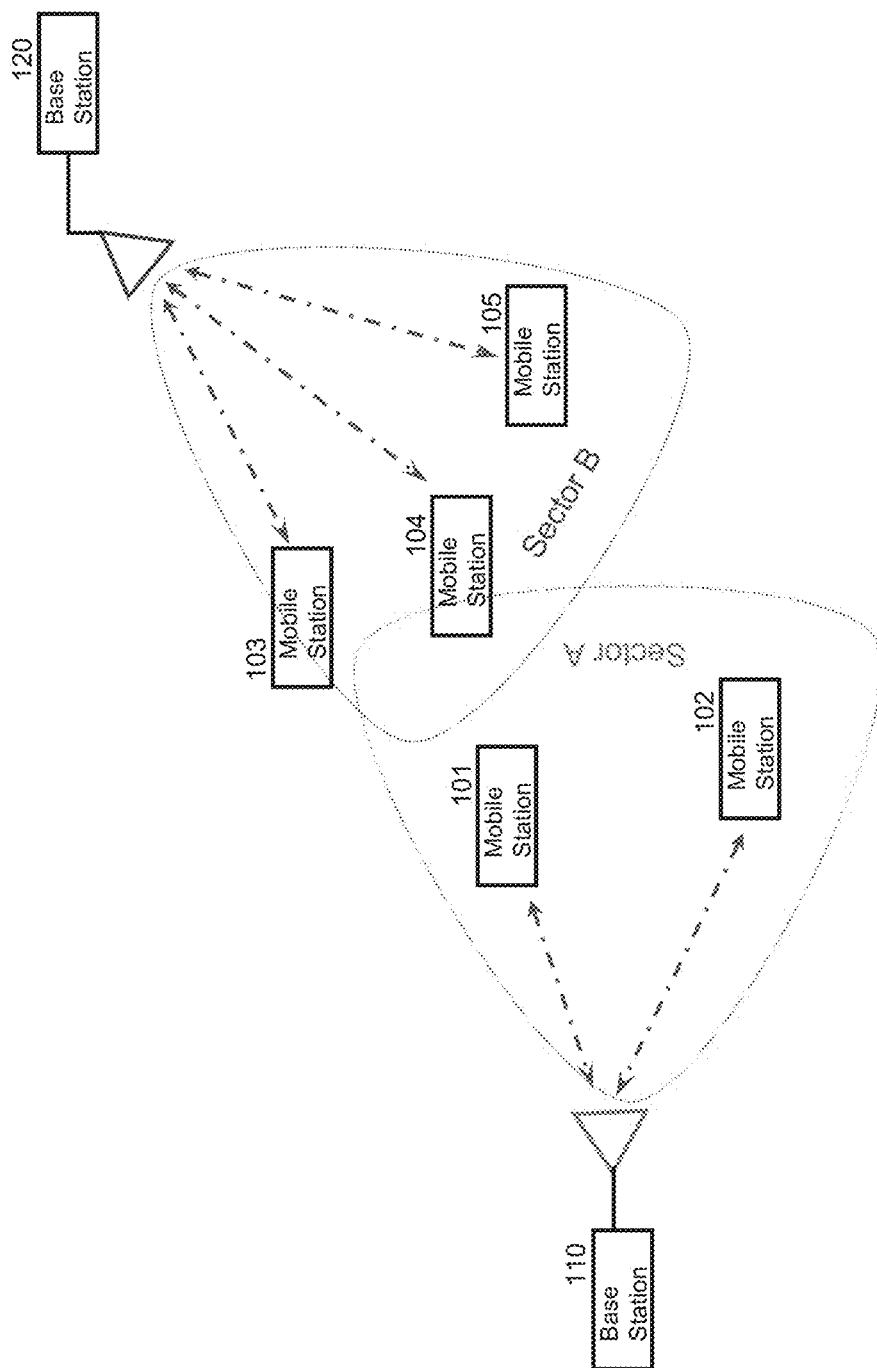 120
Base
Station
105
Mobile
Station
104
Mobile
Station
Sector B
103
Mobile
Station
Sector A
102
Mobile
Station
101
Mobile
Station
110
Base
Station